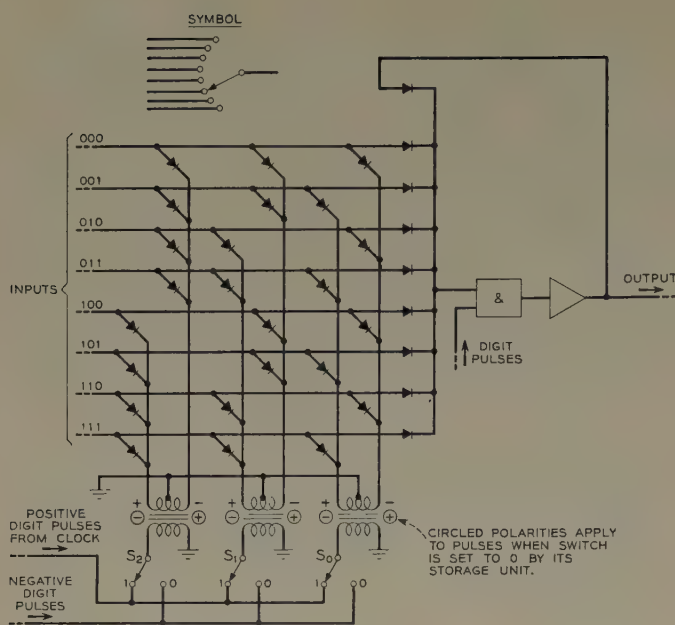 SYMBOL
000
001
010
011
INPUTS
100
101
110
111
&
OUTPUT
DIGIT
PULSES
+ - + - + -
- + - + - +
POSITIVE
DIGIT PULSES
FROM CLOCK
NEGATIVE
DIGIT
PULSES
S2 S1 S0
1 0 1 0 1 0
CIRCLED POLARITIES APPLY
TO PULSES WHEN SWITCH
IS SET TO 0 BY ITS
STORAGE UNIT.